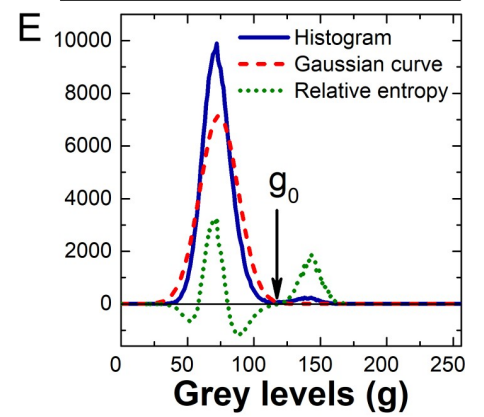 E
Histogram
Gaussian curve
Relative entropy
10000
8000
6000
4000
2000
0
g0
0 50 100 150 200 250
Grey levels (g)